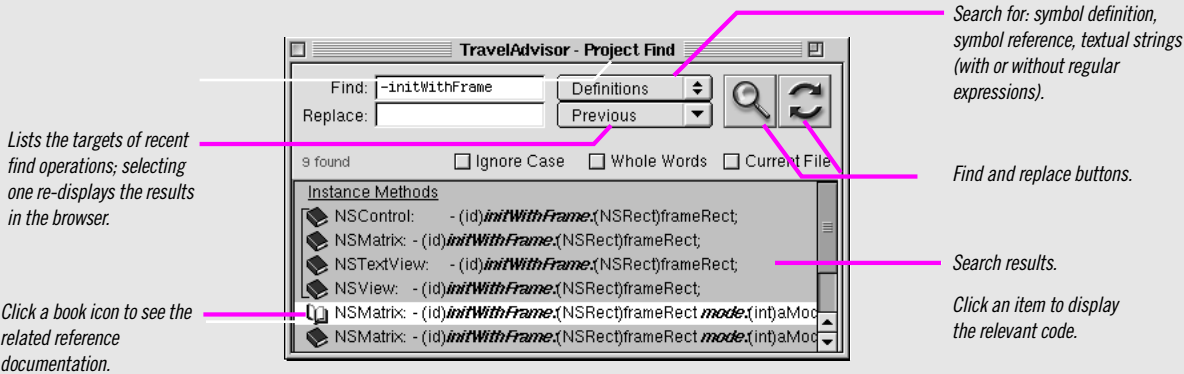 Search for: symbol definition,
symbol reference, textual strings
(with or without regular
expressions).
TravelAdvisor - Project Find
Find: -initWithFrame Definitions
Replace: Previous
Lists the targets of recent
find operations; selecting
one re-displays the results
in the browser.
9 found Ignore Case Whole Words Current File
Find and replace buttons.
Instance Methods
NSControl: - (id)initWithFrame:(NSRect)frameRect;
NSMatrix: - (id)initWithFrame:(NSRect)frameRect;
NSTextView: - (id)initWithFrame:(NSRect)frameRect;
NSView: - (id)initWithFrame:(NSRect)frameRect;
NSMatrix: - (id)initWithFrame:(NSRect)frameRect mode:(int)aMod
NSMatrix: - (id)initWithFrame:(NSRect)frameRect mode:(int)aMod
Search results.
Click an item to display
the relevant code.
Click a book icon to see the
related reference
documentation.